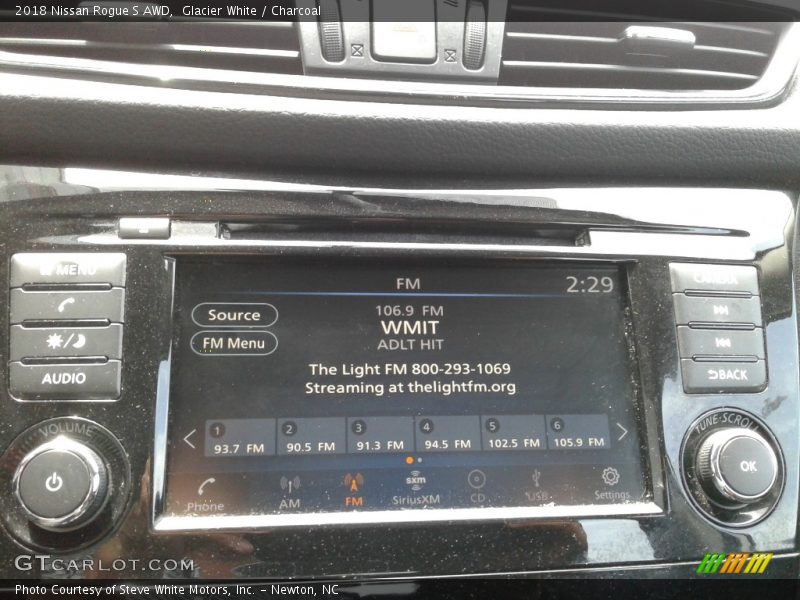 2018 Nissan Rogue S AWD, Glacier White / Charcoal
MENU
AUDIO
VOLUME
FM
2:29
Source
FM Menu
106.9 FM
WMIT
ADLT HIT
The Light FM 800-293-1069
Streaming at thelightfm.org
1 93.7 FM
2 90.5 FM
3 91.3 FM
4 94.5 FM
5 102.5 FM
6 105.9 FM
Phone
AM
FM
sxm
SiriusXM
CD
USB
Settings
CAMERA
BACK
TUNE·SCROLL
OK
GTCARLOT.COM
Photo Courtesy of Steve White Motors, Inc. – Newton, NC